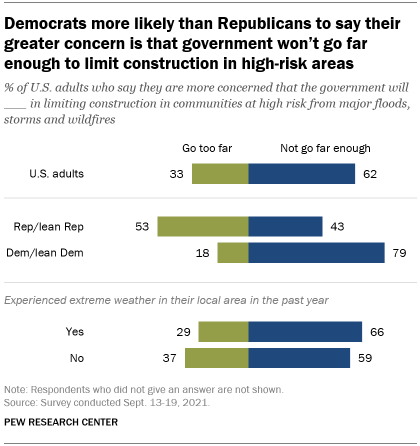 Democrats more likely than Republicans to say their
greater concern is that government won't go far
enough to limit construction in high-risk areas
% of U.S. adults who say they are more concerned that the government will
___ in limiting construction in communities at high risk from major floods,
storms and wildfires
Go too far Not go far enough
U.S. adults 33 62
Rep/lean Rep 53 43
Dem/lean Dem 18 79
Experienced extreme weather in their local area in the past year
Yes 29 66
No 37 59
Note: Respondents who did not give an answer are not shown.
Source: Survey conducted Sept. 13-19, 2021.
PEW RESEARCH CENTER